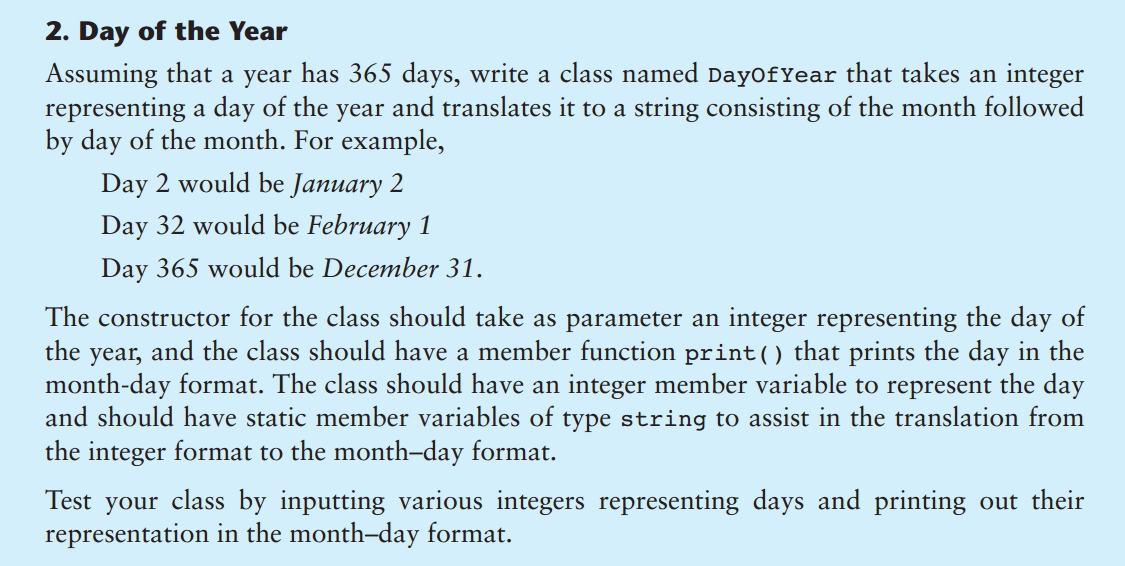 2. Day of the Year
Assuming that a year has 365 days, write a class named DayOfYear that takes an integer
representing a day of the year and translates it to a string consisting of the month followed
by day of the month. For example,
Day 2 would be January 2
Day 32 would be February 1
Day 365 would be December 31.
The constructor for the class should take as parameter an integer representing the day of
the year, and the class should have a member function print() that prints the day in the
month-day format. The class should have an integer member variable to represent the day
and should have static member variables of type string to assist in the translation from
the integer format to the month–day format.
Test your class by inputting various integers representing days and printing out their
representation in the month–day format.